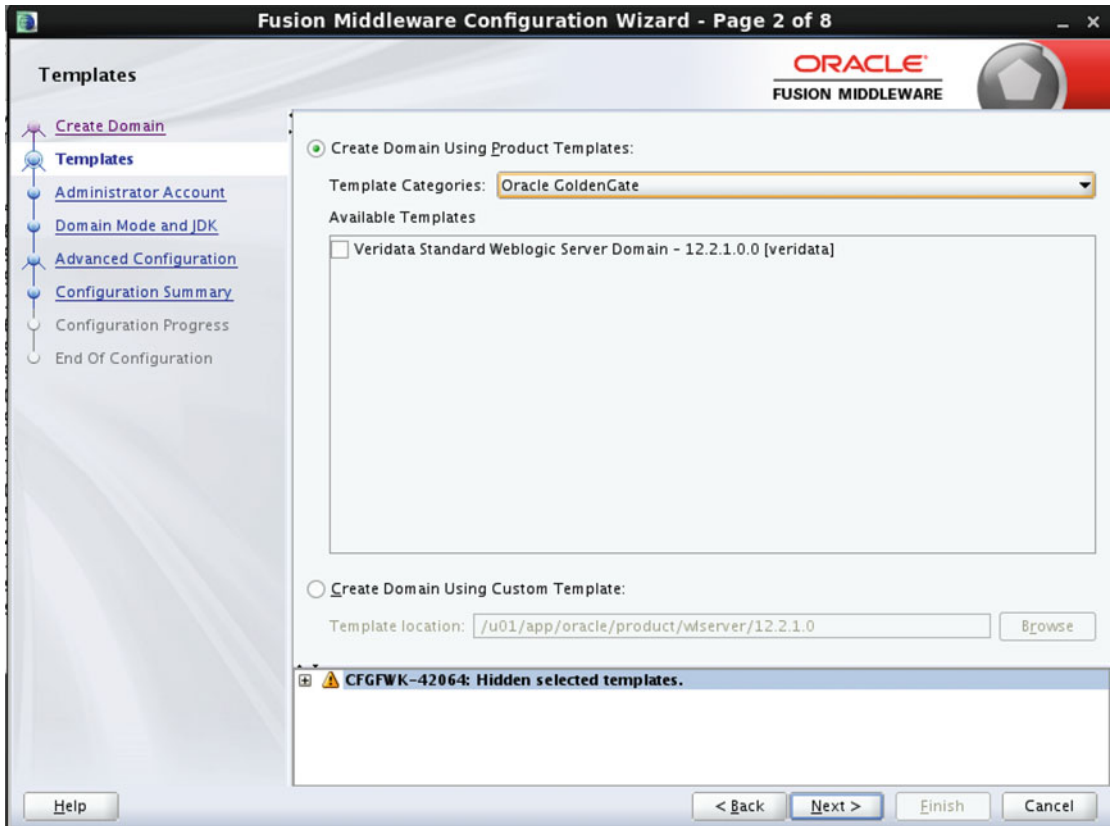 Fusion Middleware Configuration Wizard - Page 2 of 8
Templates
ORACLE
FUSION MIDDLEWARE
Create Domain
Templates
Administrator Account
Domain Mode and JDK
Advanced Configuration
Configuration Summary
Configuration Progress
End Of Configuration
Create Domain Using Product Templates:
Template Categories: Oracle GoldenGate
Available Templates
Veridata Standard Weblogic Server Domain - 12.2.1.0.0 [veridata]
Create Domain Using Custom Template:
Template location: /u01/app/oracle/product/wlserver/12.2.1.0 Browse
CFGFWK-42064: Hidden selected templates.
Help < Back Next > Finish Cancel